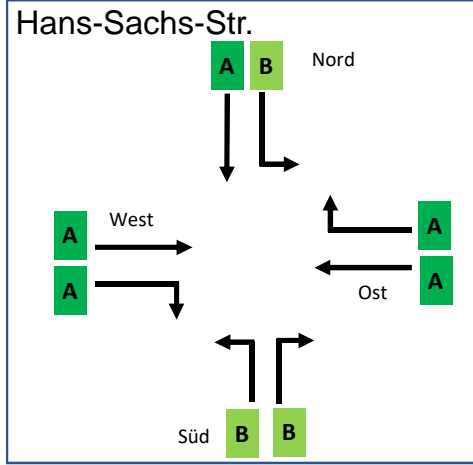 Hans-Sachs-Str.
A B Nord
West
A A
A A
Ost
Süd B B